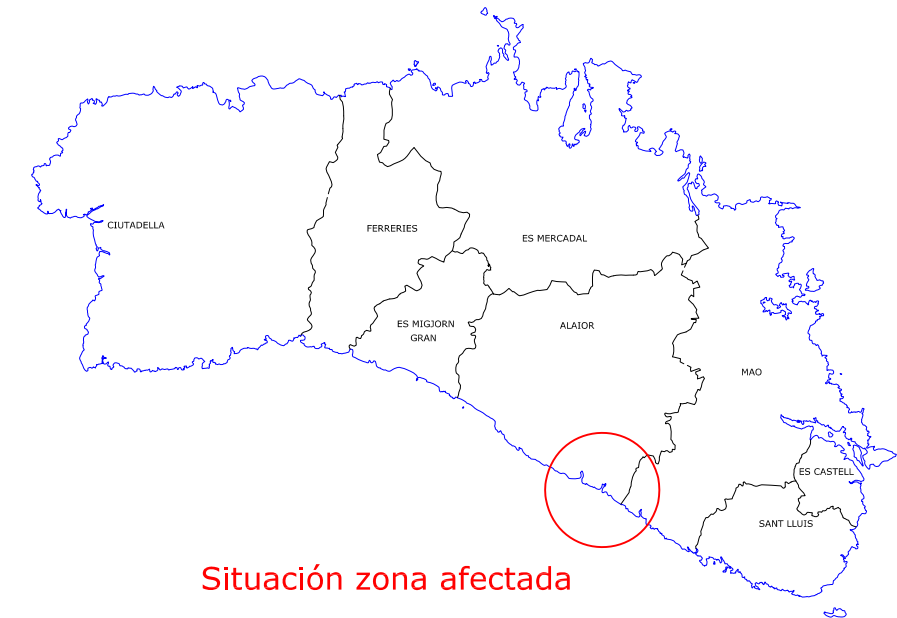 CIUTADELLA
FERRERIES
ES MERCADAL
ES MIGJORN
GRAN
ALAIOR
MAO
ES CASTELL
SANT LLUIS
Situación zona afectada